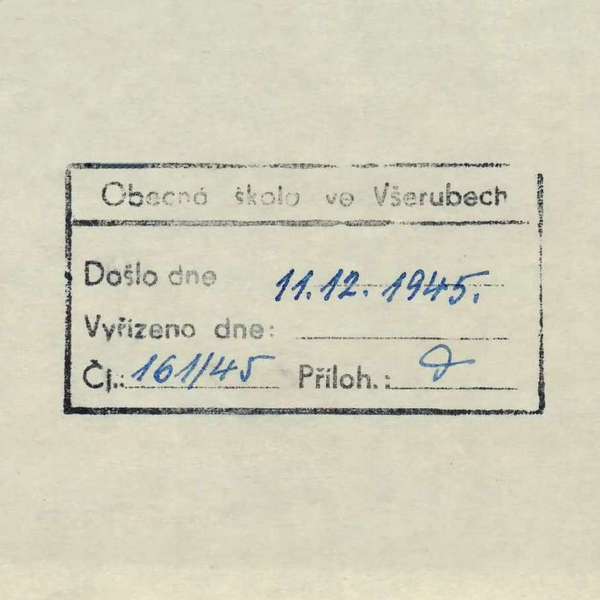 Obecná škola ve Všerubech
Došlo dne 11.12.1945.
Vyřízeno dne:
Čj.: 161/45 Příloh.: